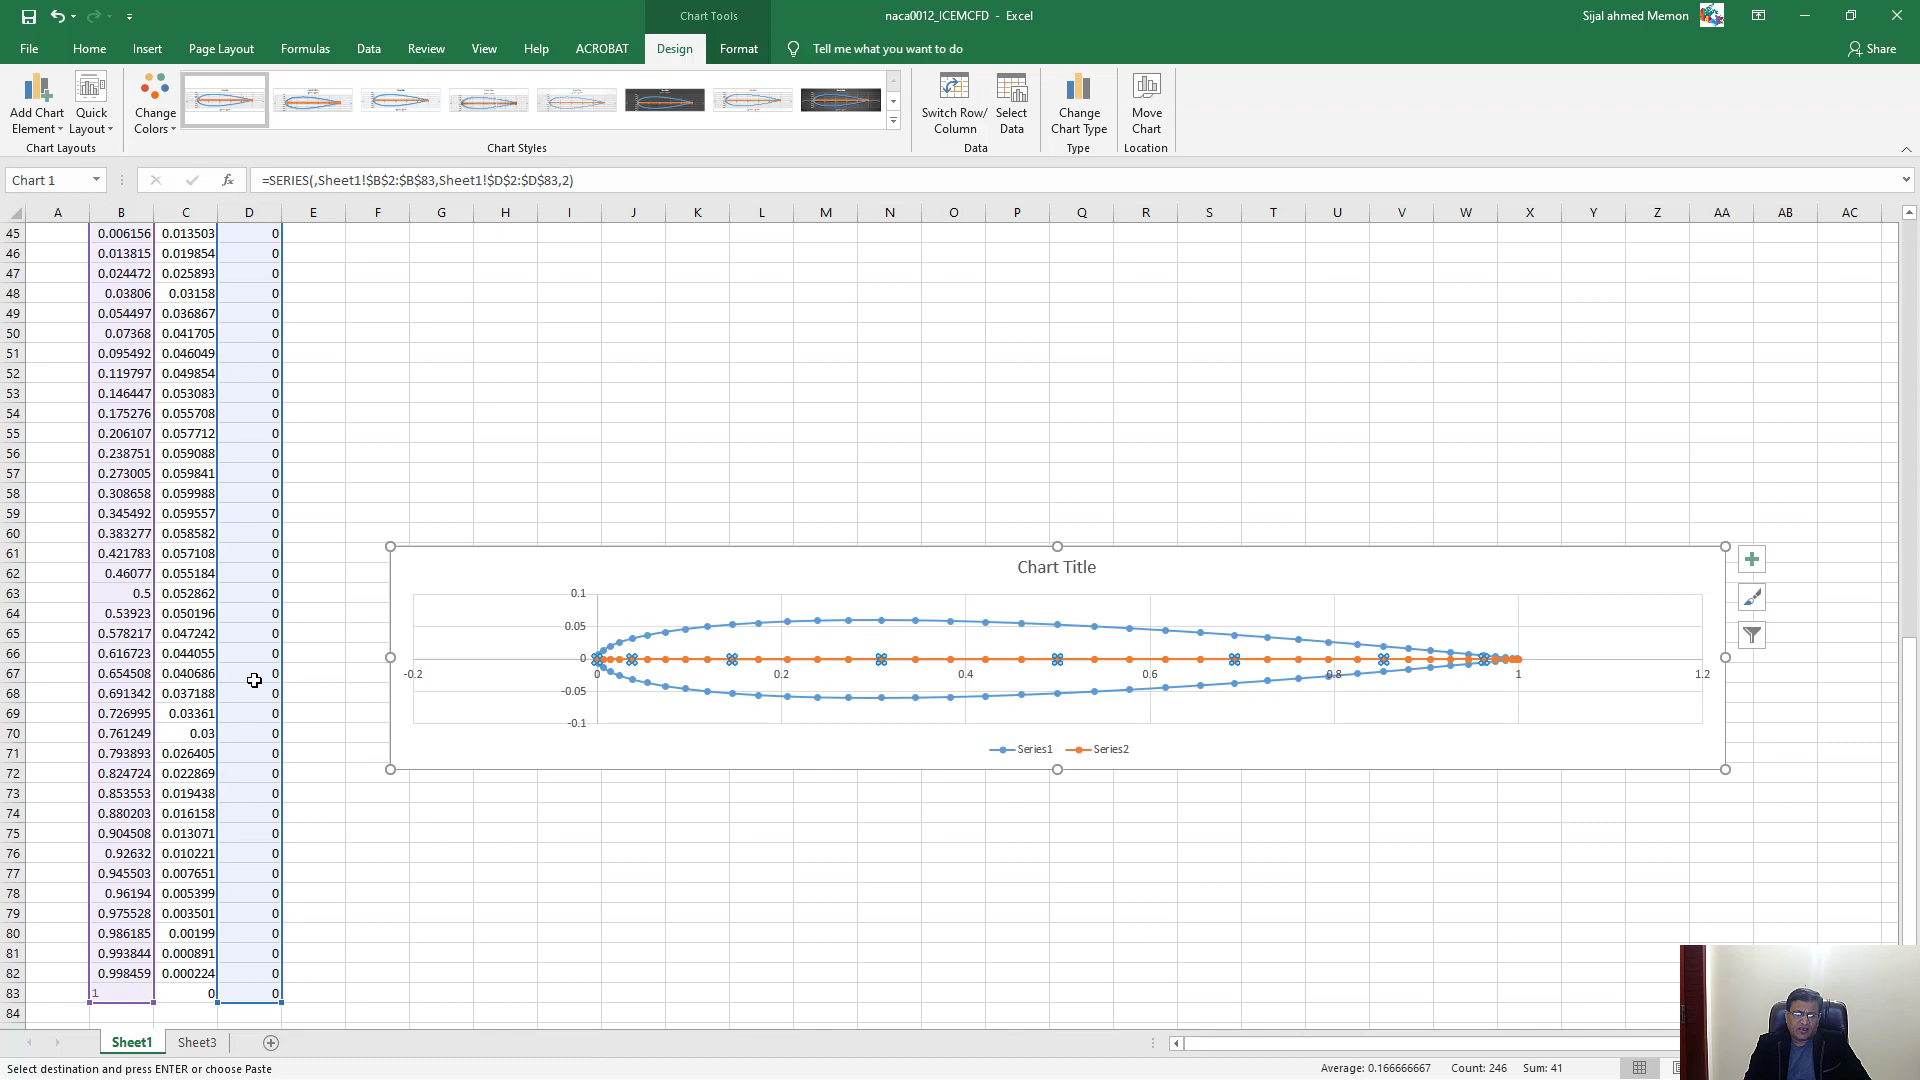 Chart Tools
naca0012_ICEMCFD - Excel
Sijal ahmed Memon
File Home Insert Page Layout Formulas Data Review View Help ACROBAT Design Format Tell me what you want to do Share
Add Chart Element
Quick Layout
Change Colors
Switch Row/ Column
Select Data
Change Chart Type
Move Chart
Chart Layouts Chart Styles Data Type Location
Chart 1 fx =SERIES(,Sheet1!$B$2:$B$83,Sheet1!$D$2:$D$83,2)
A B C D E F G H I J K L M N O P Q R S T U V W X Y Z AA AB AC
45 0.006156 0.013503 0
46 0.013815 0.019854 0
47 0.024472 0.025893 0
48 0.03806 0.03158 0
49 0.054497 0.036867 0
50 0.07368 0.041705 0
51 0.095492 0.046049 0
52 0.119797 0.049854 0
53 0.146447 0.053083 0
54 0.175276 0.055708 0
55 0.206107 0.057712 0
56 0.238751 0.059088 0
57 0.273005 0.059841 0
58 0.308658 0.059988 0
59 0.345492 0.059557 0
60 0.383277 0.058582 0
61 0.421783 0.057108 0
62 0.46077 0.055184 0
63 0.5 0.052862 0
64 0.53923 0.050196 0
65 0.578217 0.047242 0
66 0.616723 0.044055 0
67 0.654508 0.040686 0
68 0.691342 0.037188 0
69 0.726995 0.03361 0
70 0.761249 0.03 0
71 0.793893 0.026405 0
72 0.824724 0.022869 0
73 0.853553 0.019438 0
74 0.880203 0.016158 0
75 0.904508 0.013071 0
76 0.92632 0.010221 0
77 0.945503 0.007651 0
78 0.96194 0.005399 0
79 0.975528 0.003501 0
80 0.986185 0.00199 0
81 0.993844 0.000891 0
82 0.998459 0.000224 0
83 1 0 0
84
Chart Title
0.1
0.05
0
-0.05
-0.1
-0.2 0 0.2 0.4 0.6 0.8 1 1.2
Series1 Series2
Sheet1 Sheet3
Select destination and press ENTER or choose Paste
Average: 0.166666667 Count: 246 Sum: 41